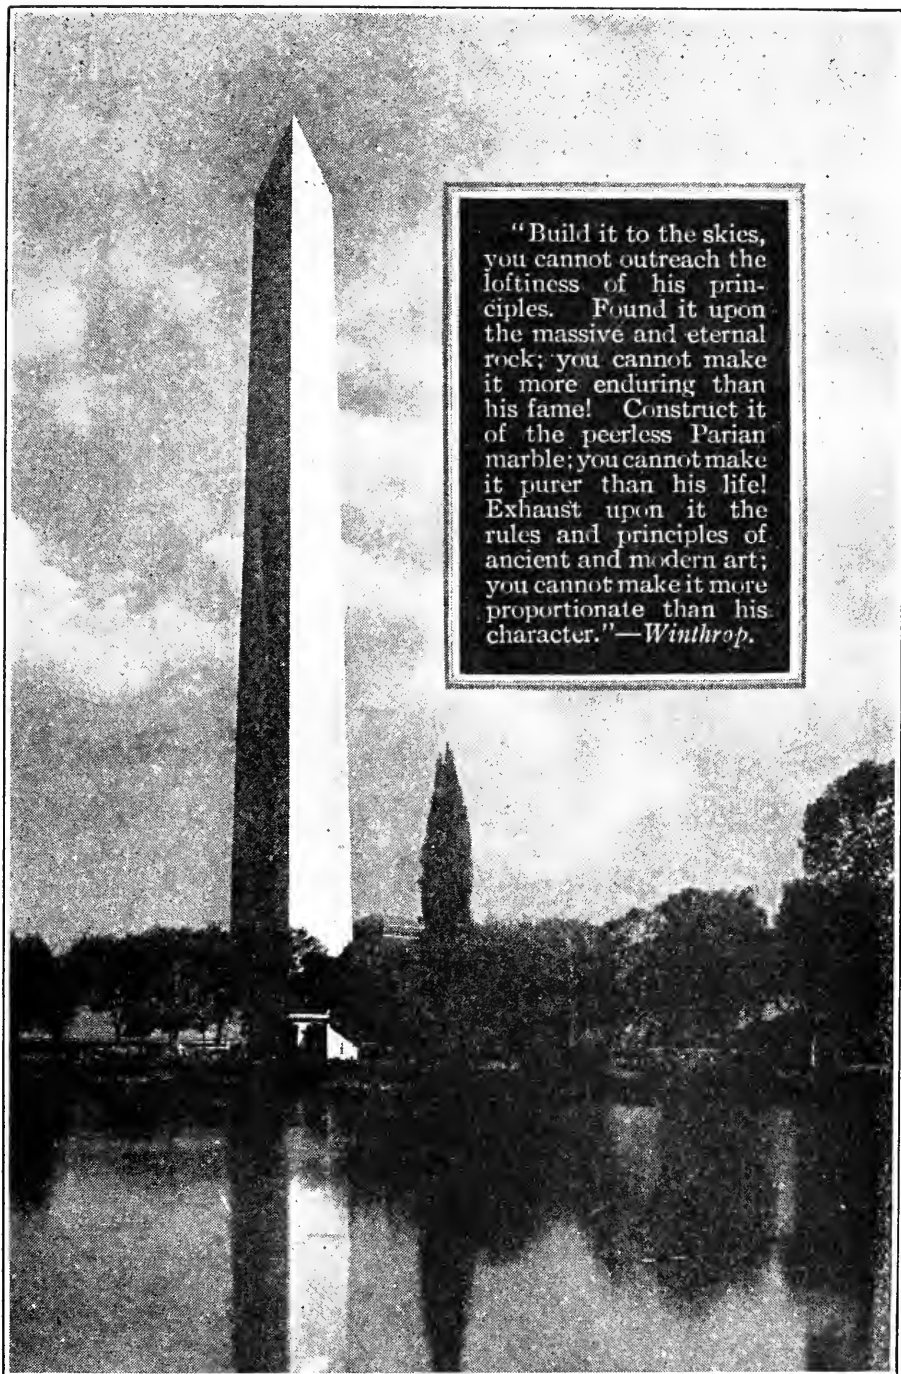 "Build it to the skies,
you cannot outreach the
loftiness of his prin-
ciples. Found it upon
the massive and eternal
rock; you cannot make
it more enduring than
his fame! Construct it
of the peerless Parian
marble; you cannot make
it purer than his life!
Exhaust upon it the
rules and principles of
ancient and modern art;
you cannot make it more
proportionate than his
character."—Winthrop.